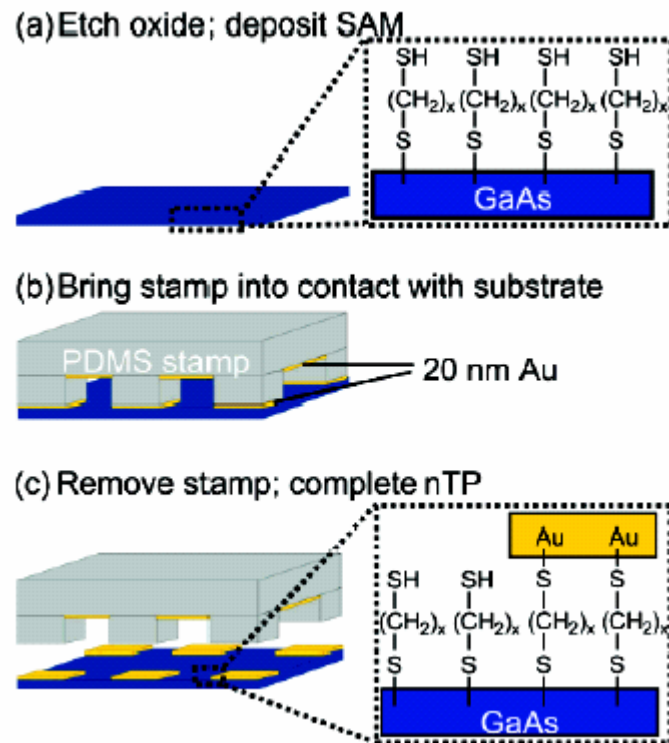 (a) Etch oxide; deposit SAM
SH SH SH SH
(CH2)x (CH2)x (CH2)x (CH2)x
S S S S
GaAs
(b) Bring stamp into contact with substrate
PDMS stamp
20 nm Au
(c) Remove stamp; complete nTP
Au Au
SH SH S S
(CH2)x (CH2)x (CH2)x (CH2)x
S S S S
GaAs